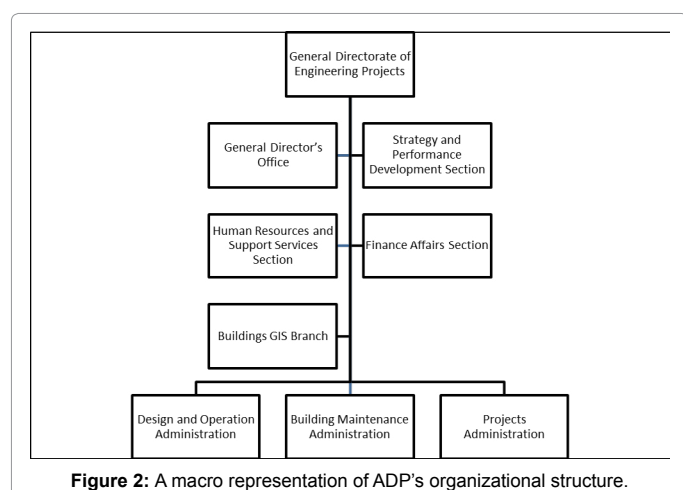 General Directorate of
Engineering Projects
General Director's
Office
Strategy and
Performance
Development Section
Human Resources and
Support Services
Section
Finance Affairs Section
Buildings GIS Branch
Design and Operation
Administration
Building Maintenance
Administration
Projects
Administration
Figure 2: A macro representation of ADP's organizational structure.